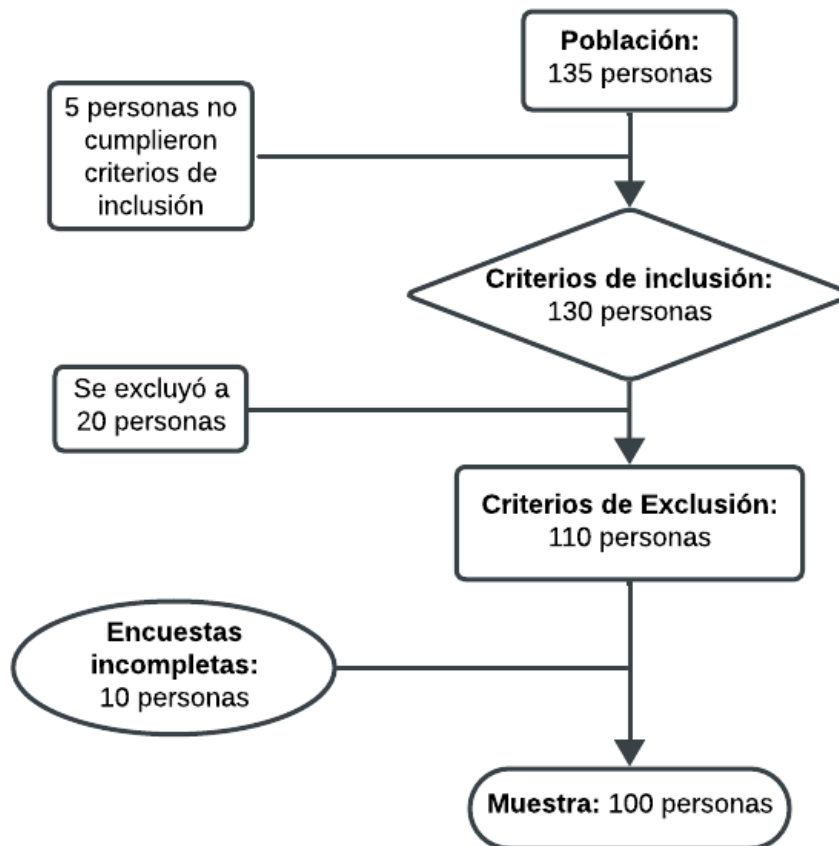 Población:
135 personas
5 personas no
cumplieron
criterios de
inclusión
Criterios de inclusión:
130 personas
Se excluyó a
20 personas
Criterios de Exclusión:
110 personas
Encuestas
incompletas:
10 personas
Muestra: 100 personas